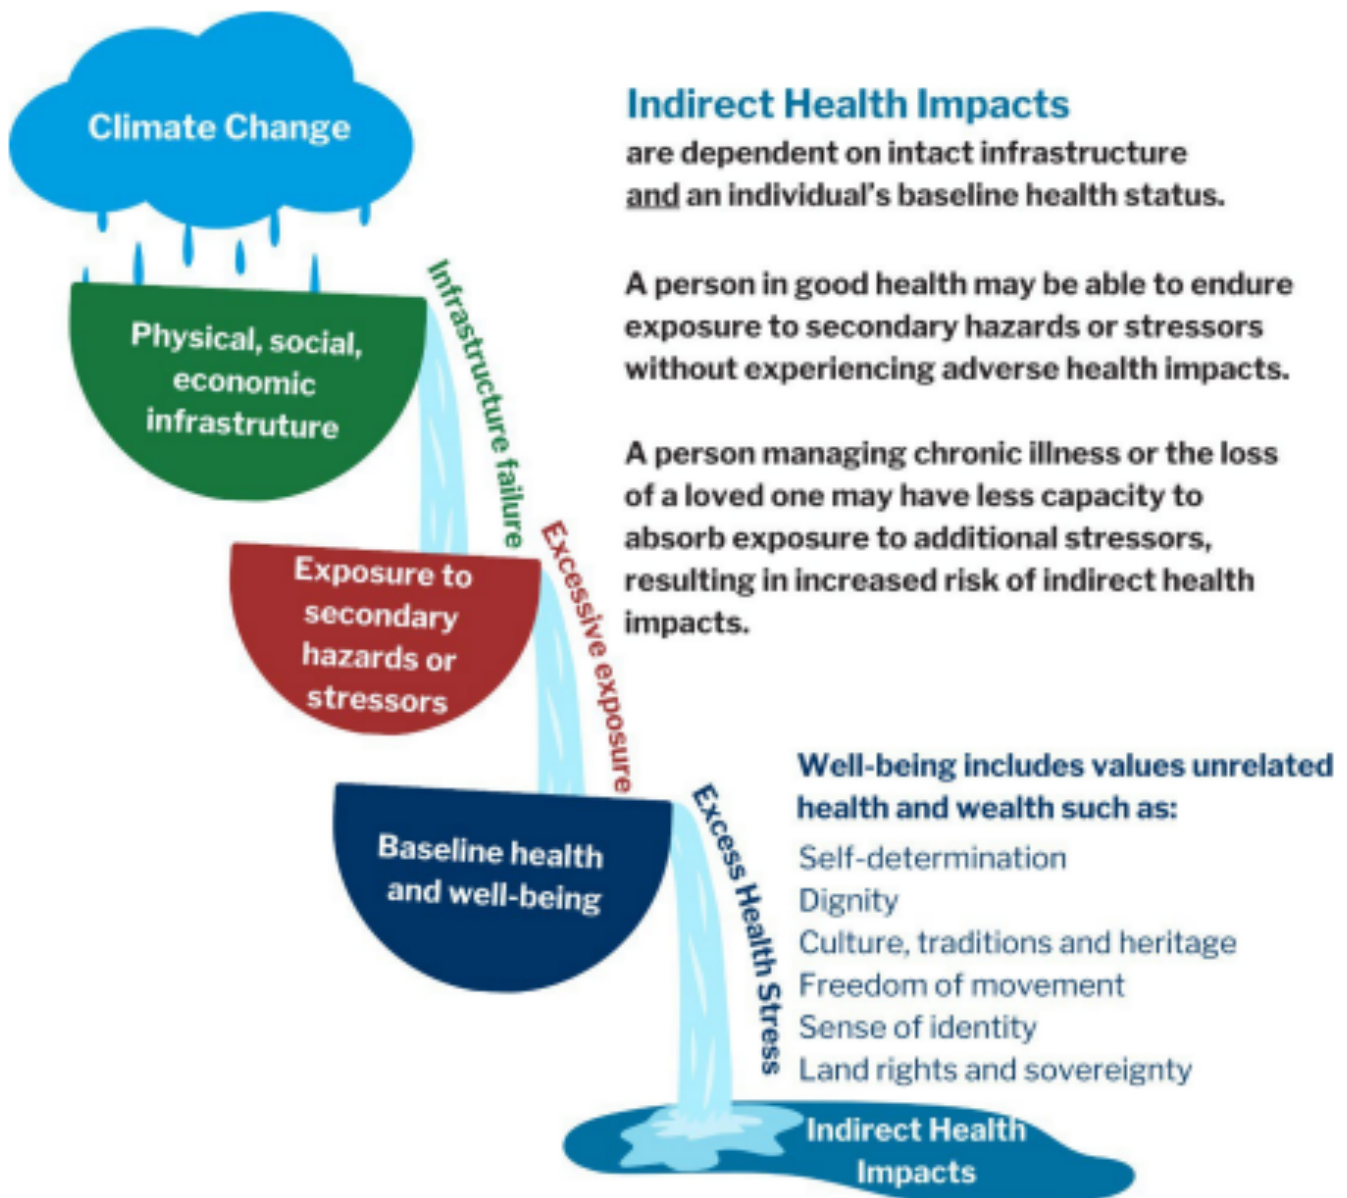 Climate Change
Indirect Health Impacts
are dependent on intact infrastructure
and an individual's baseline health status.
A person in good health may be able to endure
exposure to secondary hazards or stressors
without experiencing adverse health impacts.
A person managing chronic illness or the loss
of a loved one may have less capacity to
absorb exposure to additional stressors,
resulting in increased risk of indirect health
impacts.
Physical, social,
economic
infrastruture
Infrastructure failure
Exposure to
secondary
hazards or
stressors
Excessive exposure
Baseline health
and well-being
Excess Health Stress
Well-being includes values unrelated
health and wealth such as:
Self-determination
Dignity
Culture, traditions and heritage
Freedom of movement
Sense of identity
Land rights and sovereignty
Indirect Health
Impacts